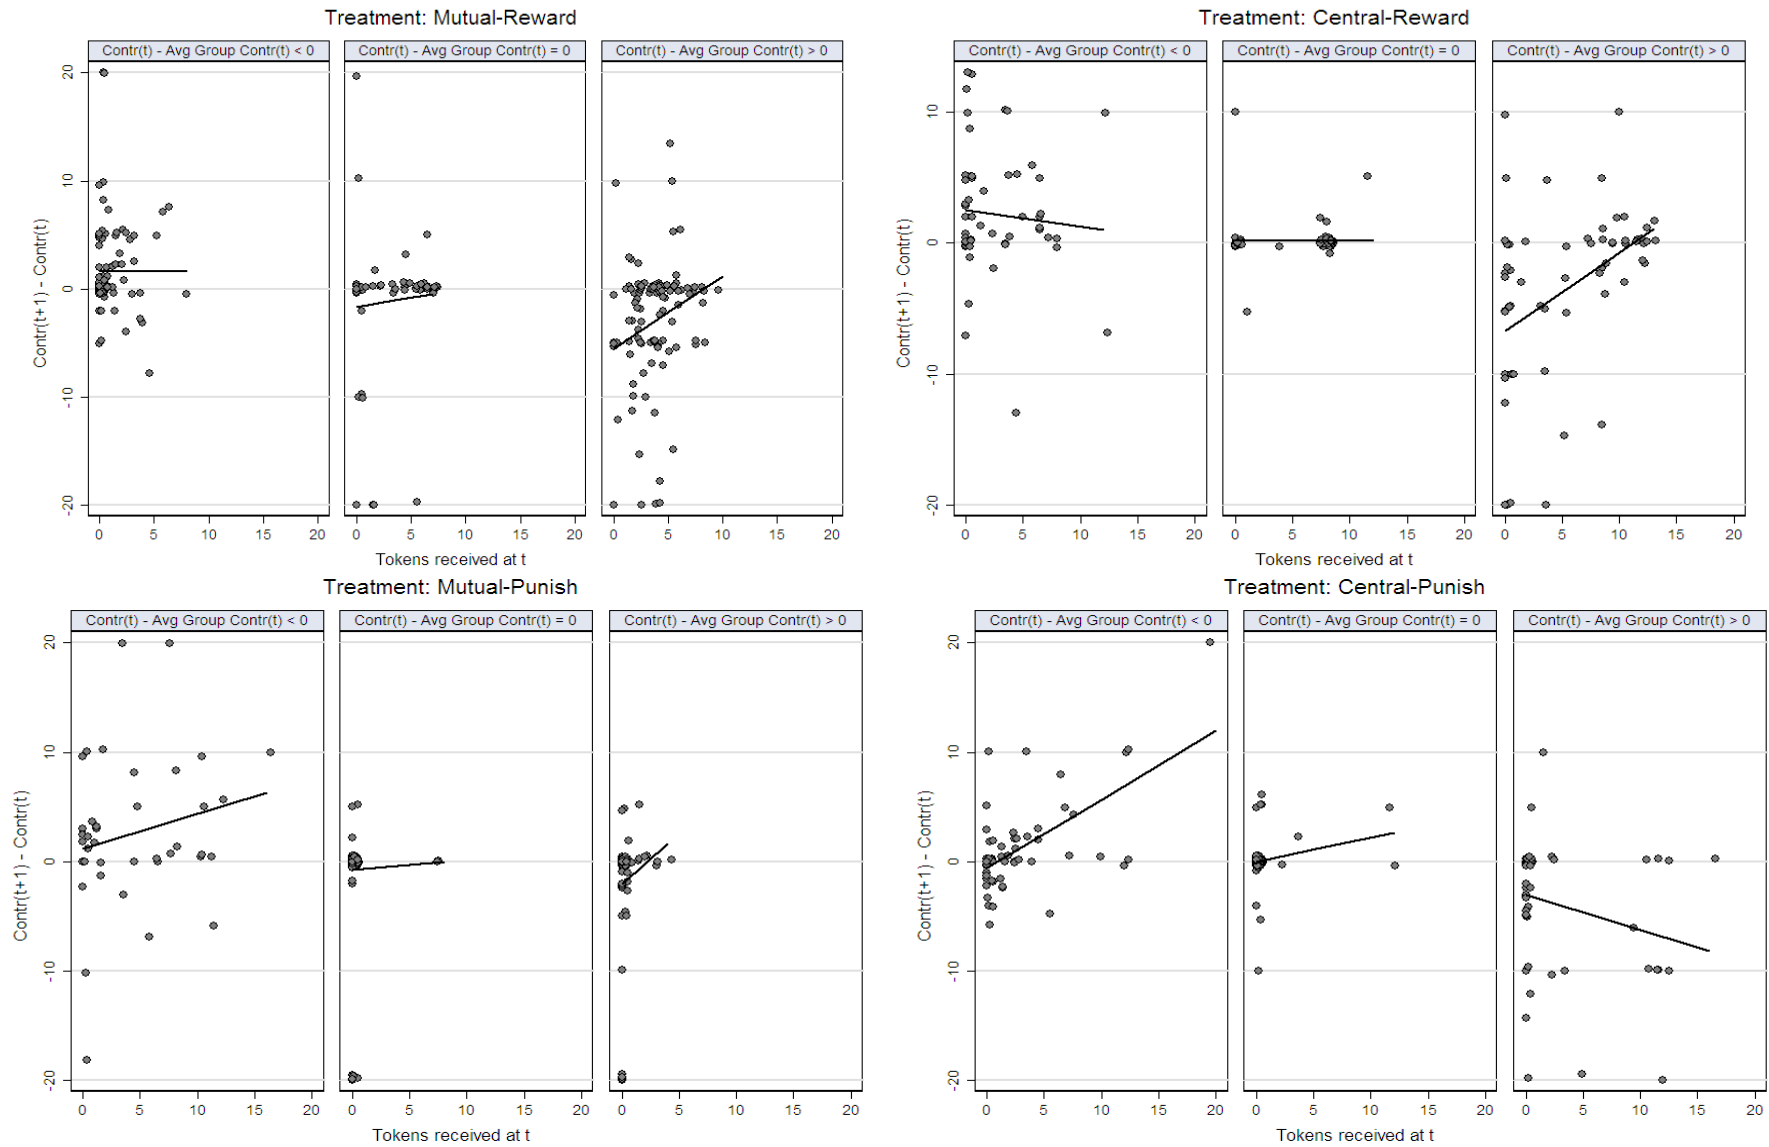 Treatment: Mutual-Reward
Contr(t) - Avg Group Contr(t) < 0
Contr(t) - Avg Group Contr(t) = 0
Contr(t) - Avg Group Contr(t) > 0
Contr(t+1) - Contr(t)
20
10
0
-10
-20
0 5 10 15 20
0 5 10 15 20
0 5 10 15 20
Tokens received at t
Treatment: Central-Reward
Contr(t) - Avg Group Contr(t) < 0
Contr(t) - Avg Group Contr(t) = 0
Contr(t) - Avg Group Contr(t) > 0
Contr(t+1) - Contr(t)
10
0
-10
-20
0 5 10 15 20
0 5 10 15 20
0 5 10 15 20
Tokens received at t
Treatment: Mutual-Punish
Contr(t) - Avg Group Contr(t) < 0
Contr(t) - Avg Group Contr(t) = 0
Contr(t) - Avg Group Contr(t) > 0
Contr(t+1) - Contr(t)
20
10
0
-10
-20
0 5 10 15 20
0 5 10 15 20
0 5 10 15 20
Tokens received at t
Treatment: Central-Punish
Contr(t) - Avg Group Contr(t) < 0
Contr(t) - Avg Group Contr(t) = 0
Contr(t) - Avg Group Contr(t) > 0
Contr(t+1) - Contr(t)
20
10
0
-10
-20
0 5 10 15 20
0 5 10 15 20
0 5 10 15 20
Tokens received at t